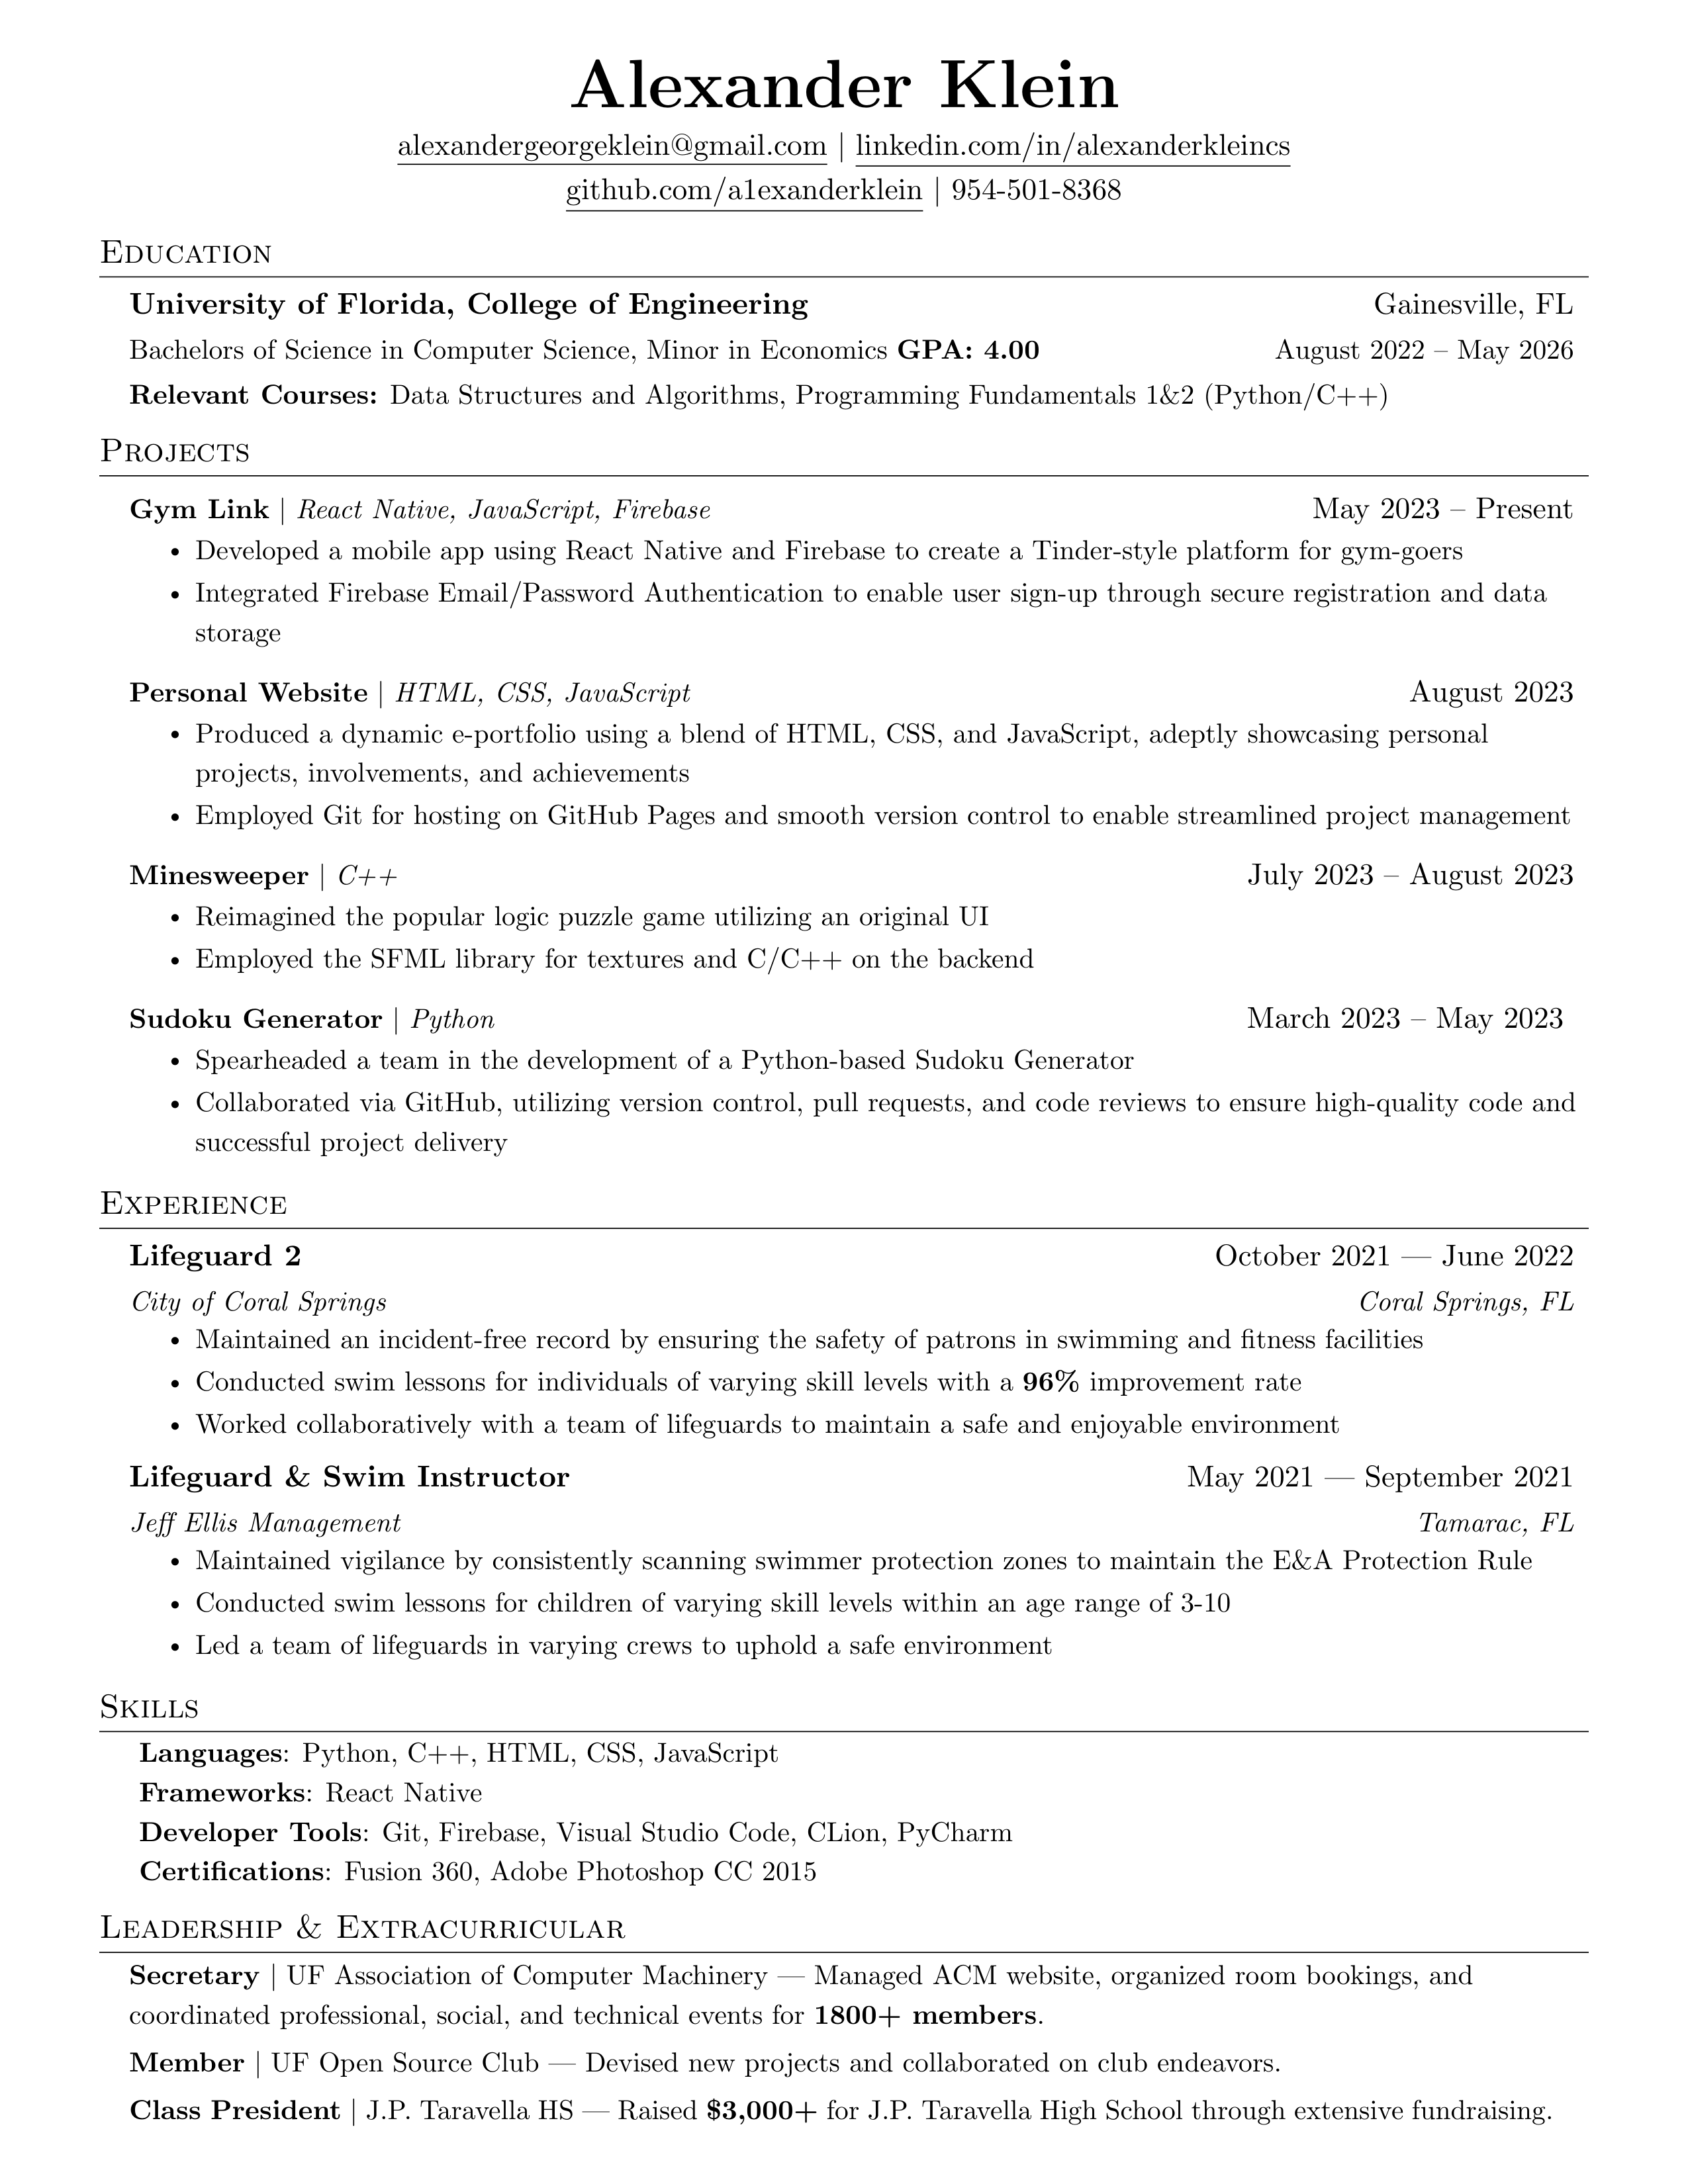 Alexander Klein
alexandergeorgeklein@gmail.com | linkedin.com/in/alexanderkleincs
github.com/a1exanderklein | 954-501-8368
Education
University of Florida, College of Engineering Gainesville, FL
Bachelors of Science in Computer Science, Minor in Economics GPA: 4.00 August 2022 – May 2026
Relevant Courses: Data Structures and Algorithms, Programming Fundamentals 1&2 (Python/C++)
Projects
Gym Link | React Native, JavaScript, Firebase May 2023 – Present
• Developed a mobile app using React Native and Firebase to create a Tinder-style platform for gym-goers
• Integrated Firebase Email/Password Authentication to enable user sign-up through secure registration and data
storage
Personal Website | HTML, CSS, JavaScript August 2023
• Produced a dynamic e-portfolio using a blend of HTML, CSS, and JavaScript, adeptly showcasing personal
projects, involvements, and achievements
• Employed Git for hosting on GitHub Pages and smooth version control to enable streamlined project management
Minesweeper | C++ July 2023 – August 2023
• Reimagined the popular logic puzzle game utilizing an original UI
• Employed the SFML library for textures and C/C++ on the backend
Sudoku Generator | Python March 2023 – May 2023
• Spearheaded a team in the development of a Python-based Sudoku Generator
• Collaborated via GitHub, utilizing version control, pull requests, and code reviews to ensure high-quality code and
successful project delivery
Experience
Lifeguard 2 October 2021 — June 2022
City of Coral Springs Coral Springs, FL
• Maintained an incident-free record by ensuring the safety of patrons in swimming and fitness facilities
• Conducted swim lessons for individuals of varying skill levels with a 96% improvement rate
• Worked collaboratively with a team of lifeguards to maintain a safe and enjoyable environment
Lifeguard & Swim Instructor May 2021 — September 2021
Jeff Ellis Management Tamarac, FL
• Maintained vigilance by consistently scanning swimmer protection zones to maintain the E&A Protection Rule
• Conducted swim lessons for children of varying skill levels within an age range of 3-10
• Led a team of lifeguards in varying crews to uphold a safe environment
Skills
Languages: Python, C++, HTML, CSS, JavaScript
Frameworks: React Native
Developer Tools: Git, Firebase, Visual Studio Code, CLion, PyCharm
Certifications: Fusion 360, Adobe Photoshop CC 2015
Leadership & Extracurricular
Secretary | UF Association of Computer Machinery — Managed ACM website, organized room bookings, and
coordinated professional, social, and technical events for 1800+ members.
Member | UF Open Source Club — Devised new projects and collaborated on club endeavors.
Class President | J.P. Taravella HS — Raised $3,000+ for J.P. Taravella High School through extensive fundraising.